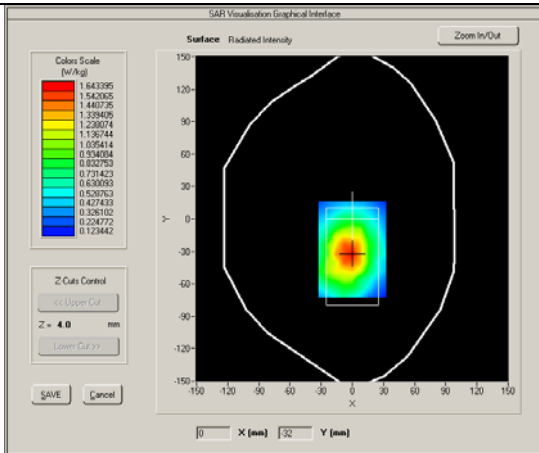 SAR Visualisation Graphical Interface
Surface Radiated Intensity
Zoom In/Out
Colors Scale
(W/kg)
1.643395
1.542065
1.440735
1.339405
1.238074
1.136744
1.035414
0.934084
0.832753
0.731423
0.630093
0.528763
0.427433
0.326102
0.224772
0.123442
Z-Cuts Control
<< Upper Cut
Z = 4.0 mm
Lower Cut >>
SAVE Cancel
150-
120-
90-
60-
30-
Y 0-
-30-
-60-
-90-
-120-
-150-
-150 -120 -90 -60 -30 0 30 60 90 120 150
X
0 X (mm) -32 Y (mm)